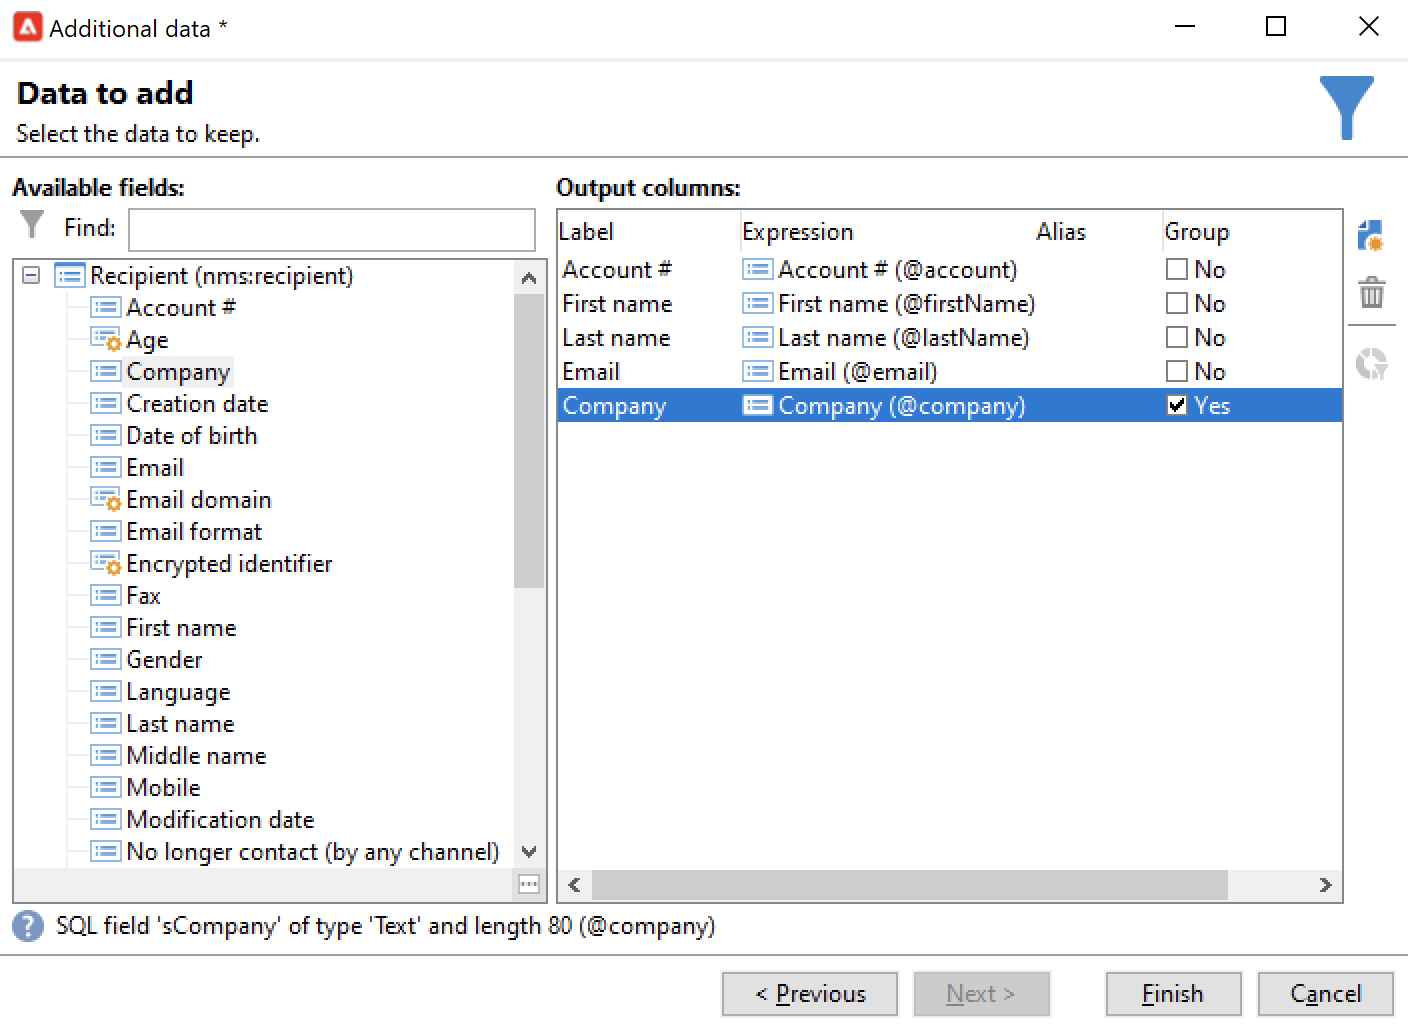 Additional data *
Data to add
Select the data to keep.
Available fields:
Find:
Recipient (nms:recipient)
Account #
Age
Company
Creation date
Date of birth
Email
Email domain
Email format
Encrypted identifier
Fax
First name
Gender
Language
Last name
Middle name
Mobile
Modification date
No longer contact (by any channel)
Output columns:
Label Expression Alias Group
Account # Account # (@account) No
First name First name (@firstName) No
Last name Last name (@lastName) No
Email Email (@email) No
Company Company (@company) Yes
? SQL field 'sCompany' of type 'Text' and length 80 (@company)
< Previous Next > Finish Cancel